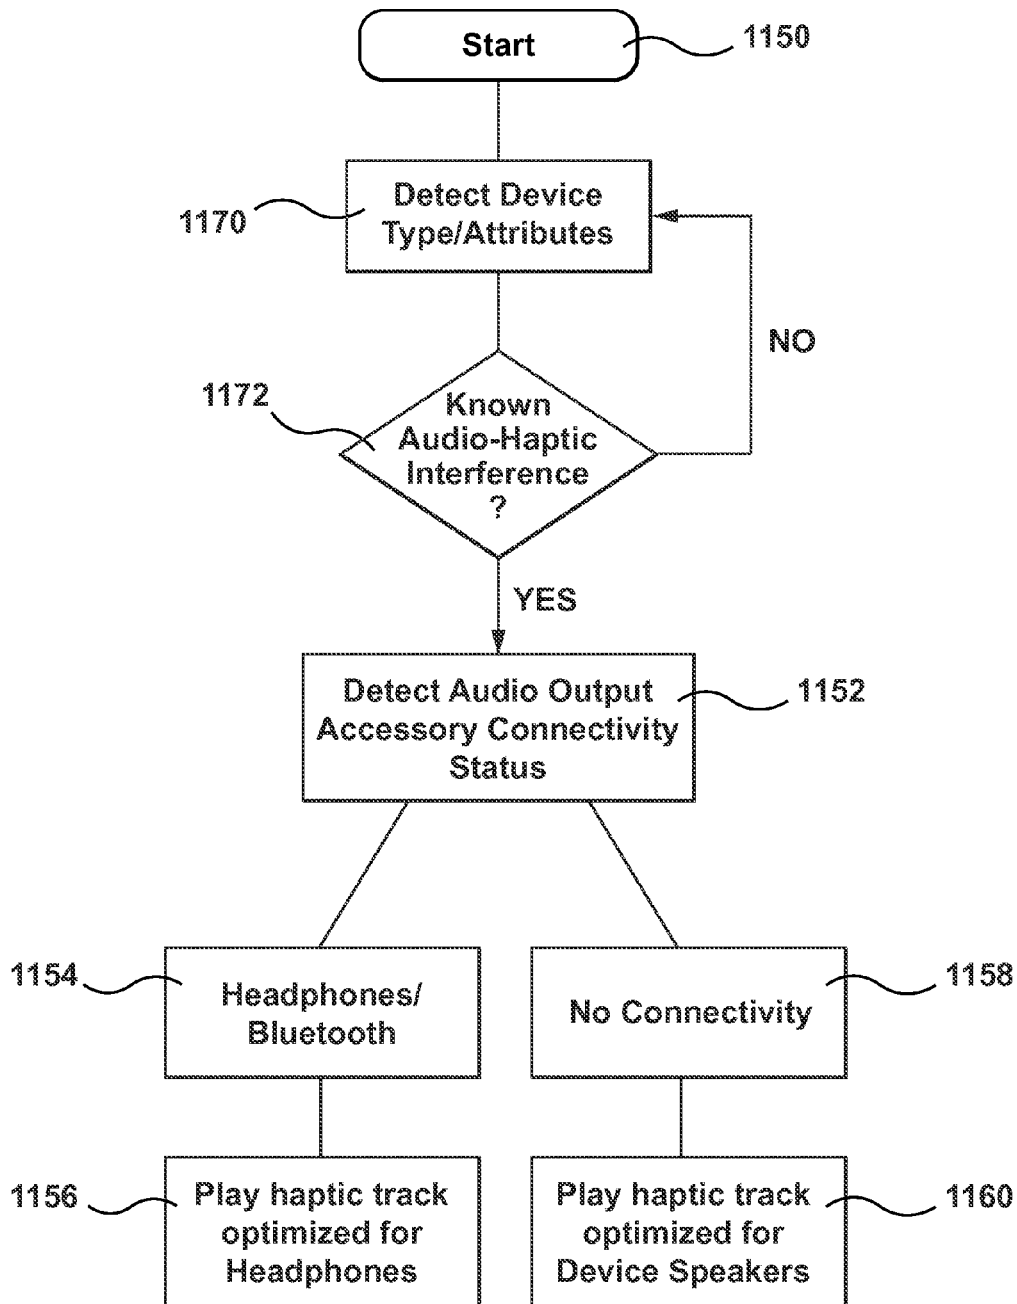 Start
1150
Detect Device
Type/Attributes
1170
NO
1172
Known
Audio-Haptic
Interference
?
YES
Detect Audio Output
Accessory Connectivity
Status
1152
1154
Headphones/
Bluetooth
No Connectivity
1158
1156
Play haptic track
optimized for
Headphones
Play haptic track
optimized for
Device Speakers
1160